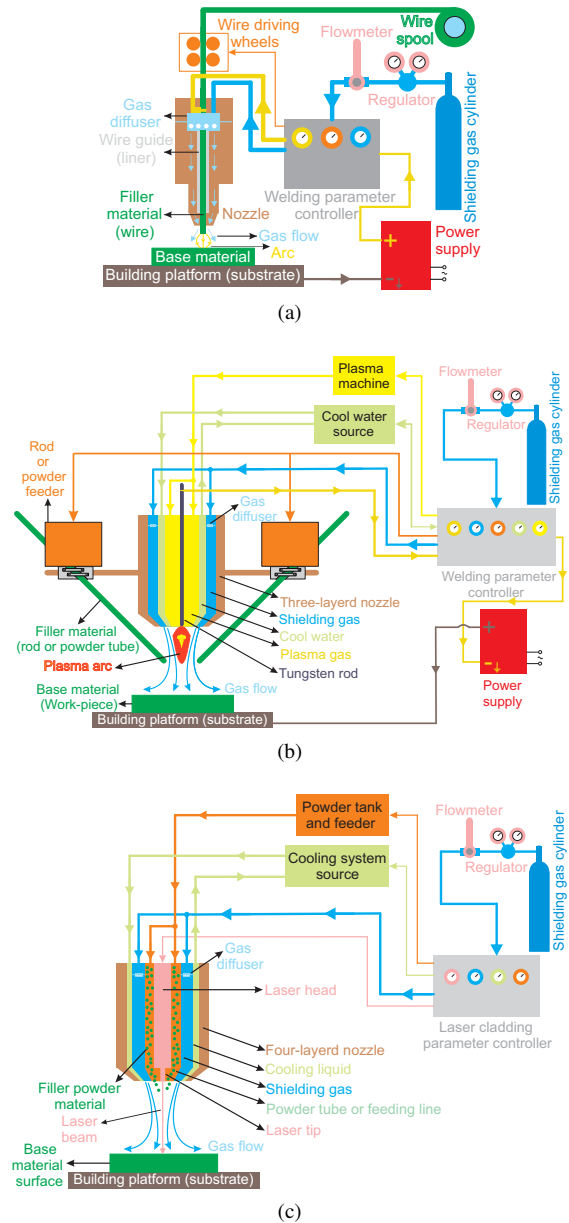 Wire driving
wheels
Wire
spool
Flowmeter
Regulator
Shielding gas cylinder
Gas
diffuser
Wire guide
(liner)
Welding parameter
controller
Filler
material
(wire)
Nozzle
Gas flow
Arc
Power
supply
Base material
Building platform (substrate)
(a)
Plasma
machine
Cool water
source
Flowmeter
Regulator
Shielding gas cylinder
Rod
or
powder
feeder
Gas
diffuser
Welding parameter
controller
Three-layerd nozzle
Shielding gas
Cool water
Plasma gas
Tungsten rod
Filler material
(rod or powder tube)
Plasma arc
Base material
(Work-piece)
Gas flow
Power
supply
Building platform (substrate)
(b)
Powder tank
and feeder
Cooling system
source
Flowmeter
Regulator
Shielding gas cylinder
Gas
diffuser
Laser head
Laser cladding
parameter controller
Four-layerd nozzle
Cooling liquid
Shielding gas
Powder tube or feeding line
Laser tip
Filler powder
material
Laser
beam
Gas flow
Base
material
surface
Building platform (substrate)
(c)